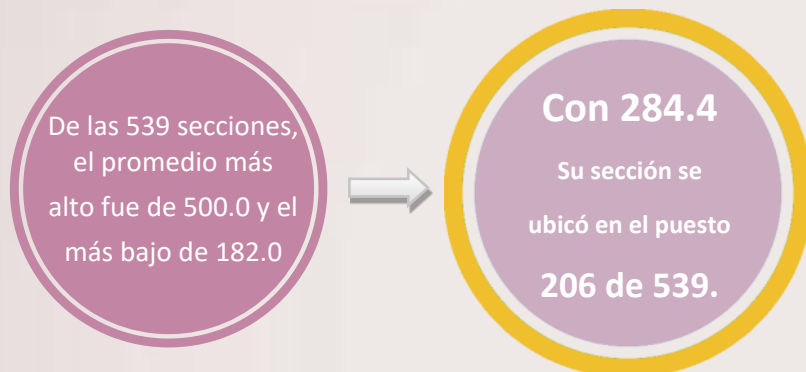 De las 539 secciones,
el promedio más
alto fue de 500.0 y el
más bajo de 182.0
Con 284.4
Su sección se
ubicó en el puesto
206 de 539.